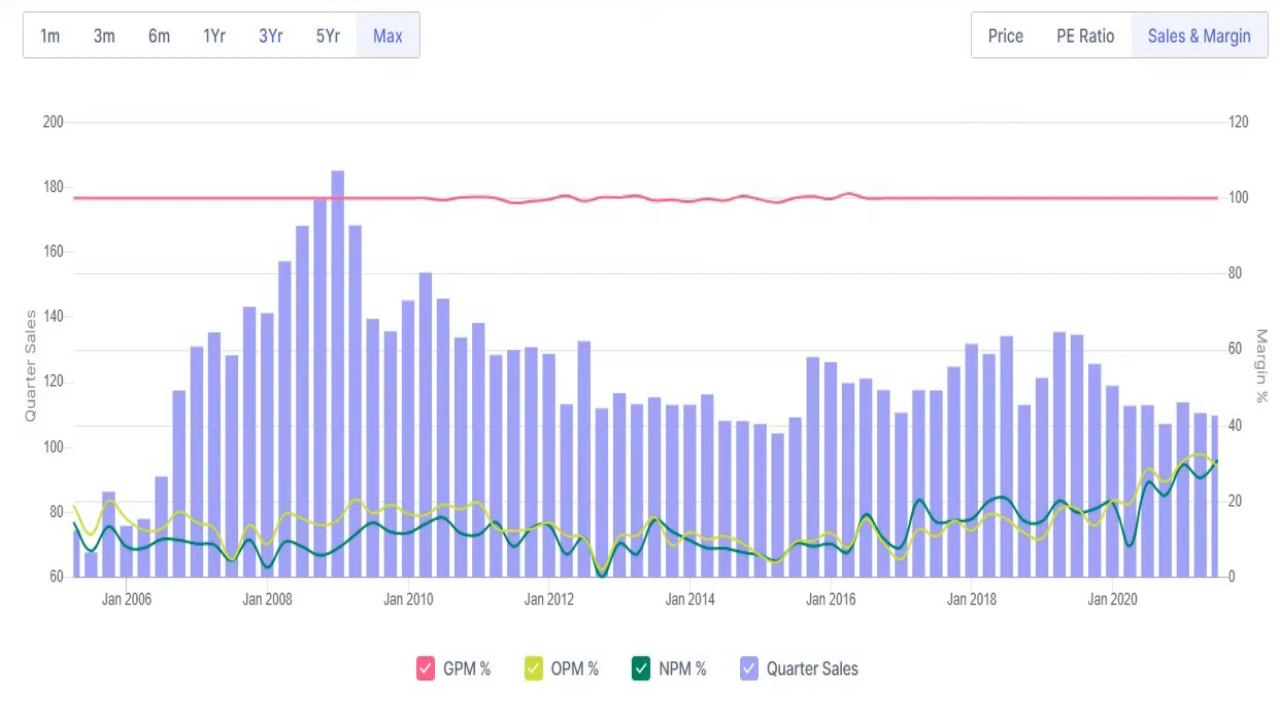 1m 3m 6m 1Yr 3Yr 5Yr Max
Price PE Ratio Sales & Margin
200 120
180 100
160 80
140 60
120 40
100 20
80 0
60
Quarter Sales
Margin %
Jan 2006 Jan 2008 Jan 2010 Jan 2012 Jan 2014 Jan 2016 Jan 2018 Jan 2020
GPM % OPM % NPM % Quarter Sales